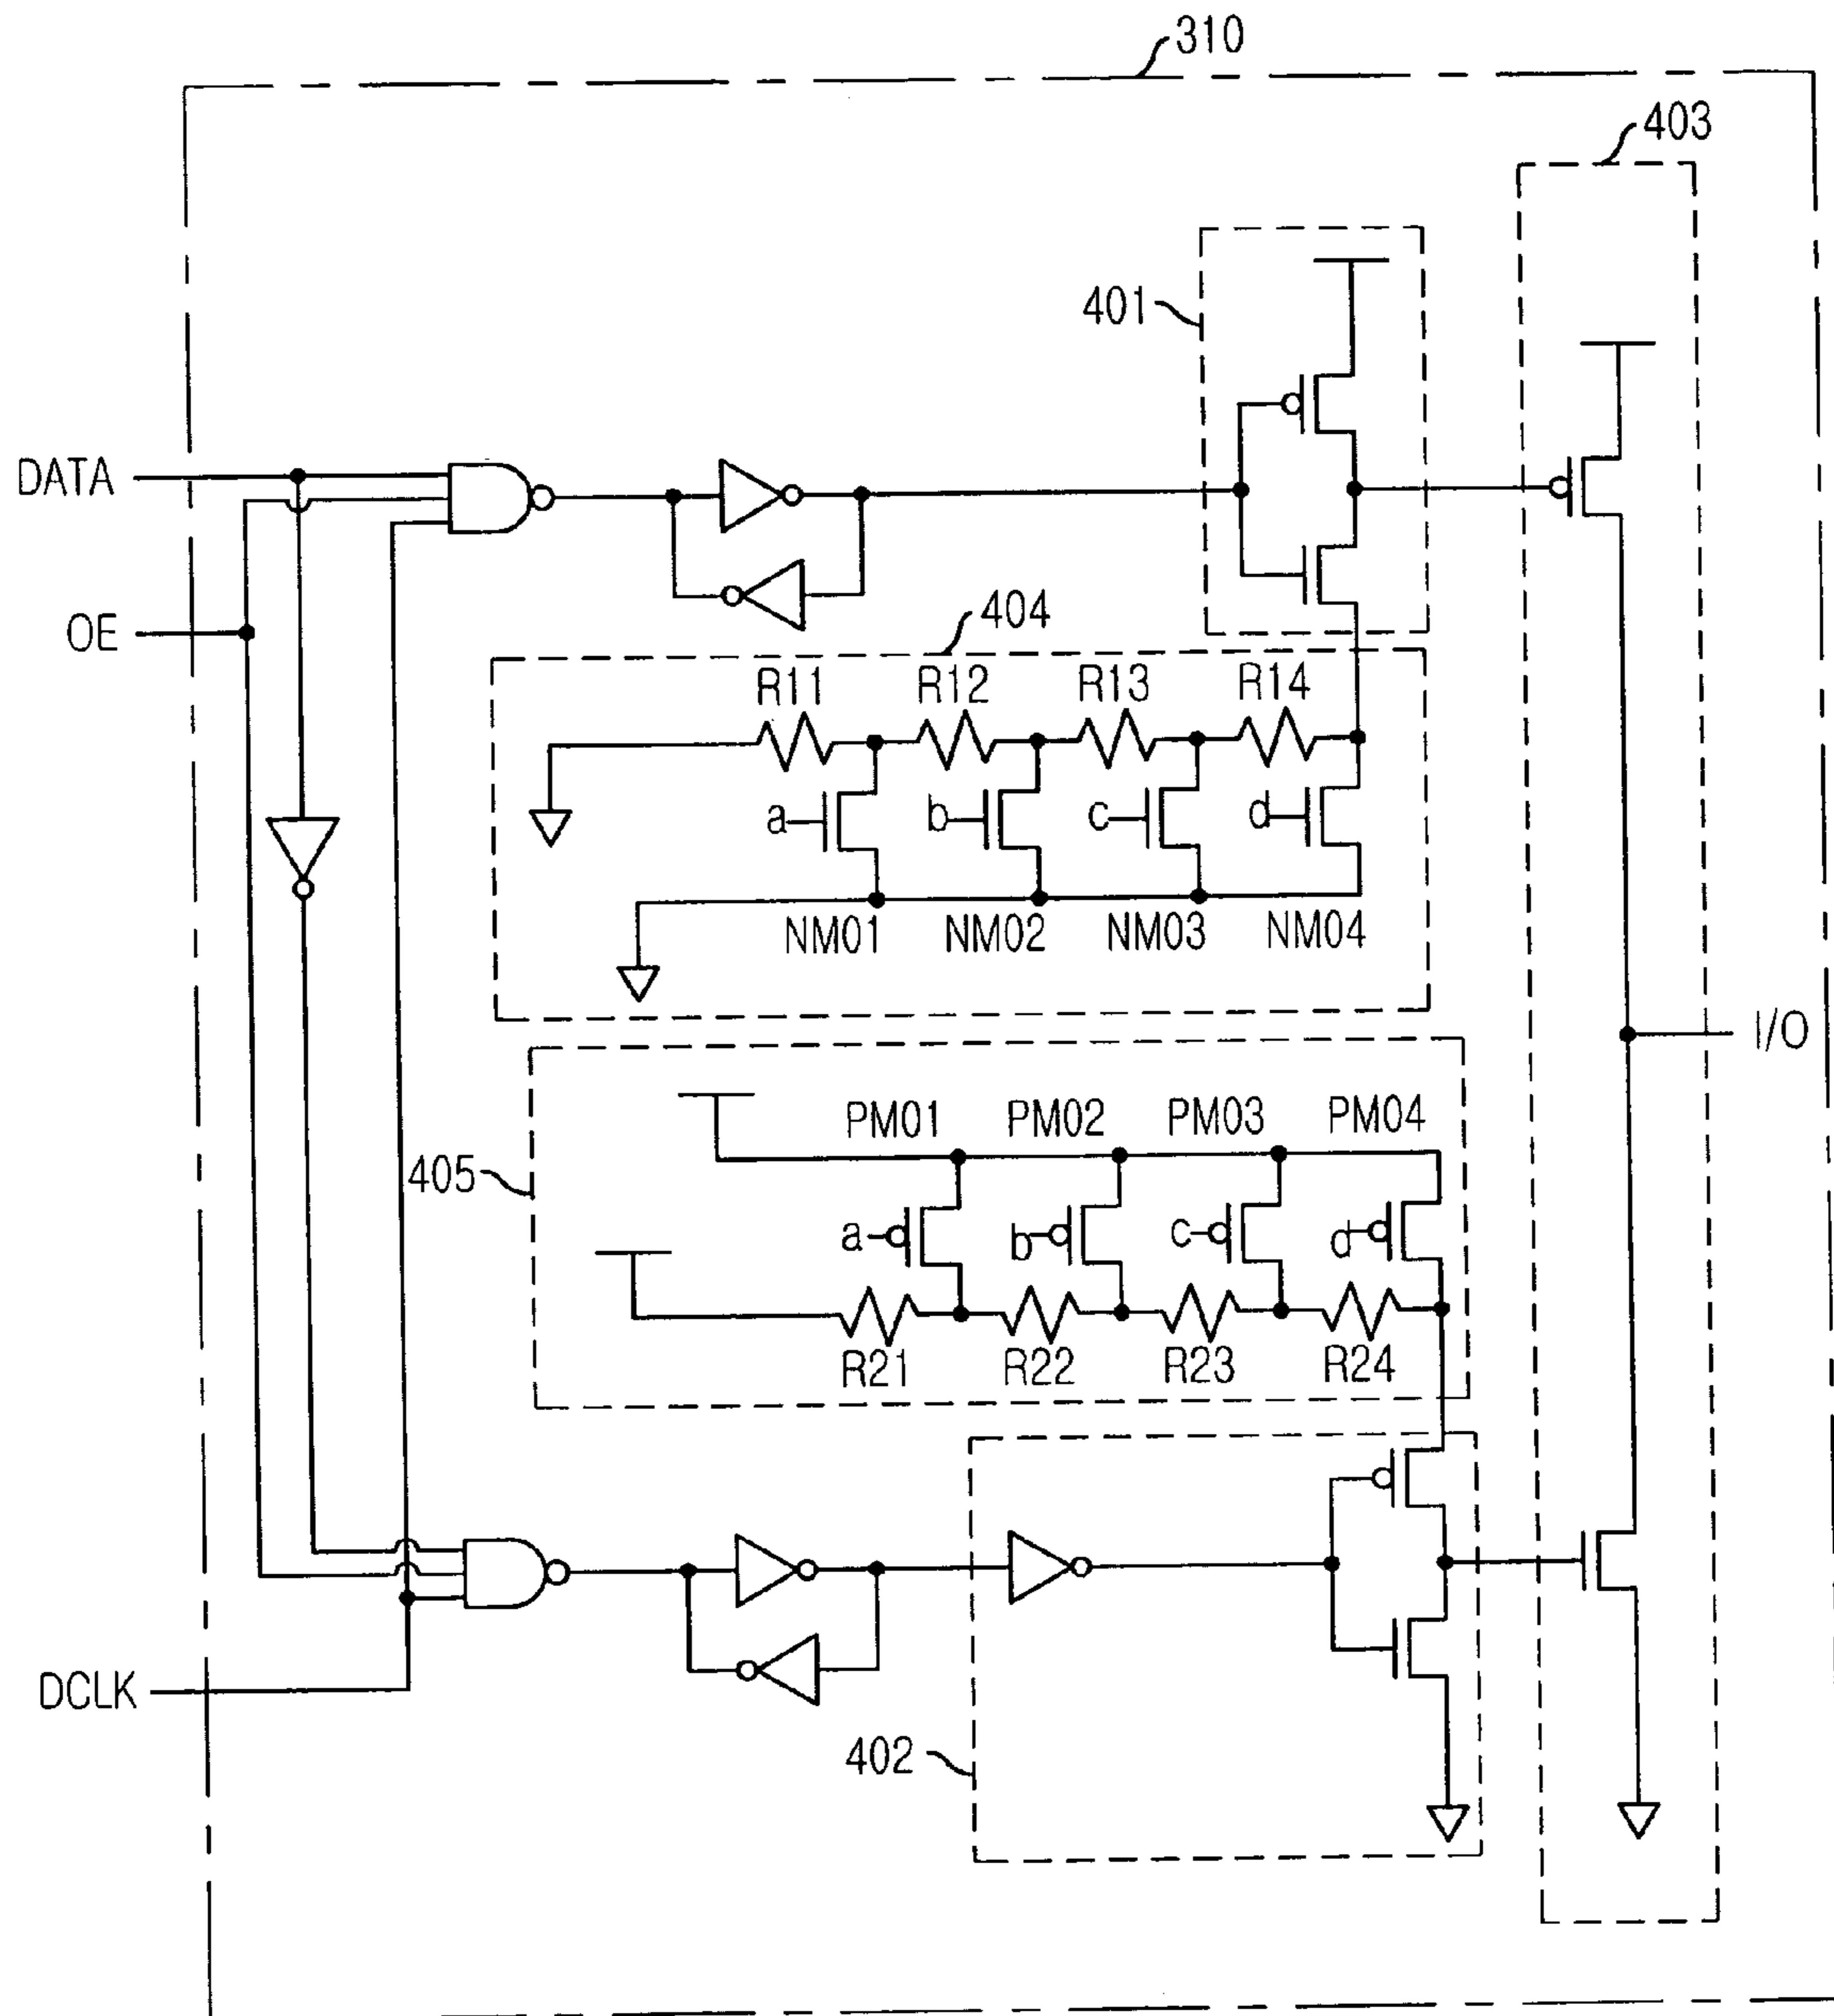 310
403
401
DATA
OE
404
R11 R12 R13 R14
a b c d
NM01 NM02 NM03 NM04
I/O
PM01 PM02 PM03 PM04
405
a b c d
R21 R22 R23 R24
DCLK
402